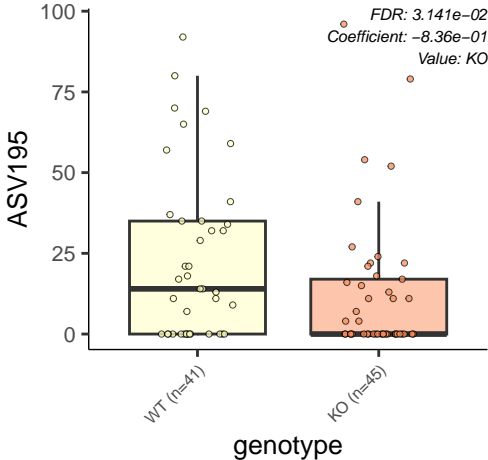 FDR: 3.141e−02
Coefficient: −8.36e−01
Value: KO
100
75
50
25
0
ASV195
WT (n=41)
KO (n=45)
genotype